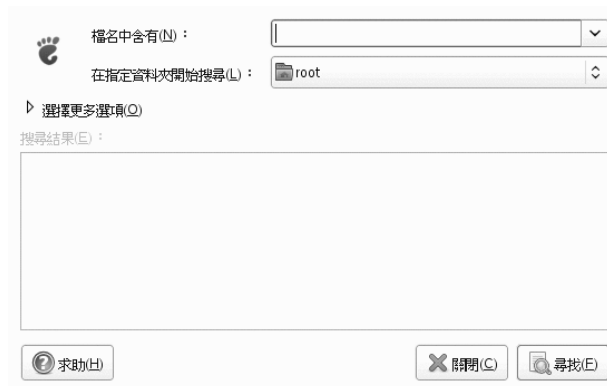 檔名中含有(N)：
在指定資料夾開始搜尋(L)： root
選擇更多選項(O)
搜尋結果(E)：
求助(H) 關閉(C) 尋找(F)